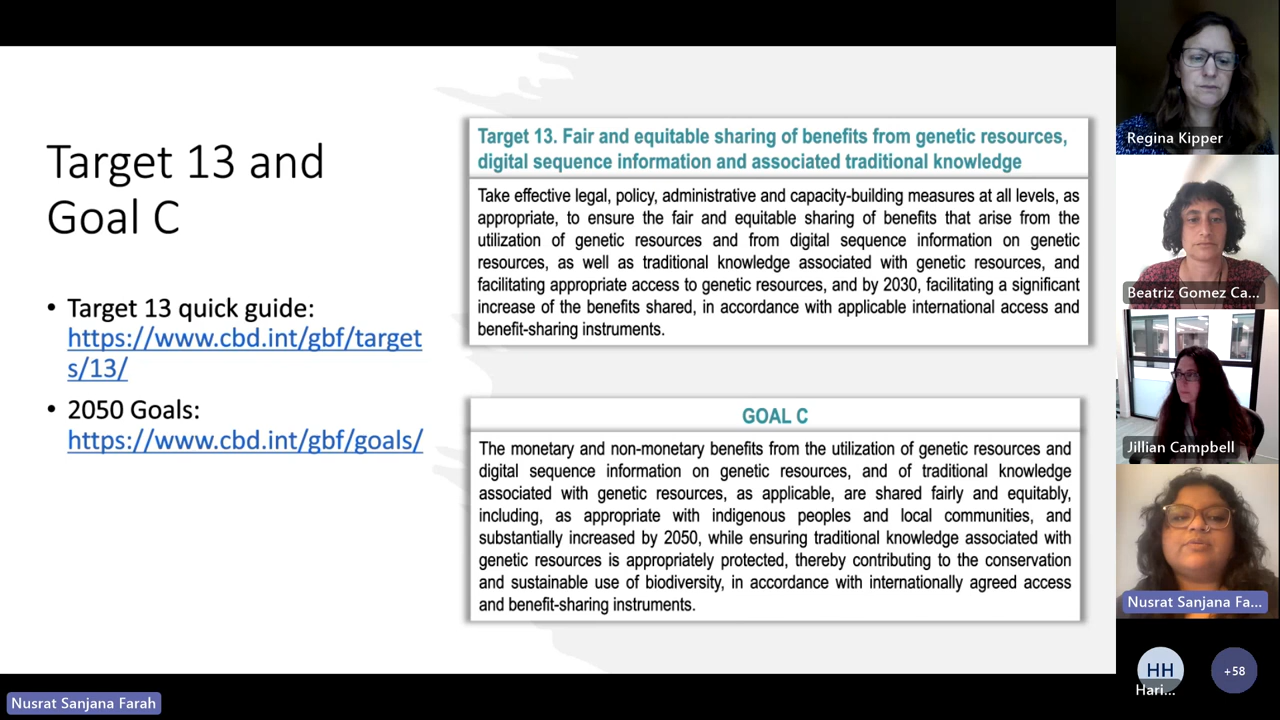 Target 13 and
Goal C
• Target 13 quick guide:
https://www.cbd.int/gbf/target
s/13/
• 2050 Goals:
https://www.cbd.int/gbf/goals/
Target 13. Fair and equitable sharing of benefits from genetic resources,
digital sequence information and associated traditional knowledge
Take effective legal, policy, administrative and capacity-building measures at all levels, as
appropriate, to ensure the fair and equitable sharing of benefits that arise from the
utilization of genetic resources and from digital sequence information on genetic
resources, as well as traditional knowledge associated with genetic resources, and
facilitating appropriate access to genetic resources, and by 2030, facilitating a significant
increase of the benefits shared, in accordance with applicable international access and
benefit-sharing instruments.
GOAL C
The monetary and non-monetary benefits from the utilization of genetic resources and
digital sequence information on genetic resources, and of traditional knowledge
associated with genetic resources, as applicable, are shared fairly and equitably,
including, as appropriate with indigenous peoples and local communities, and
substantially increased by 2050, while ensuring traditional knowledge associated with
genetic resources is appropriately protected, thereby contributing to the conservation
and sustainable use of biodiversity, in accordance with internationally agreed access
and benefit-sharing instruments.
Regina Kipper
Beatriz Gomez Ca...
Jillian Campbell
Nusrat Sanjana Fa...
HH
Hari...
+58
Nusrat Sanjana Farah